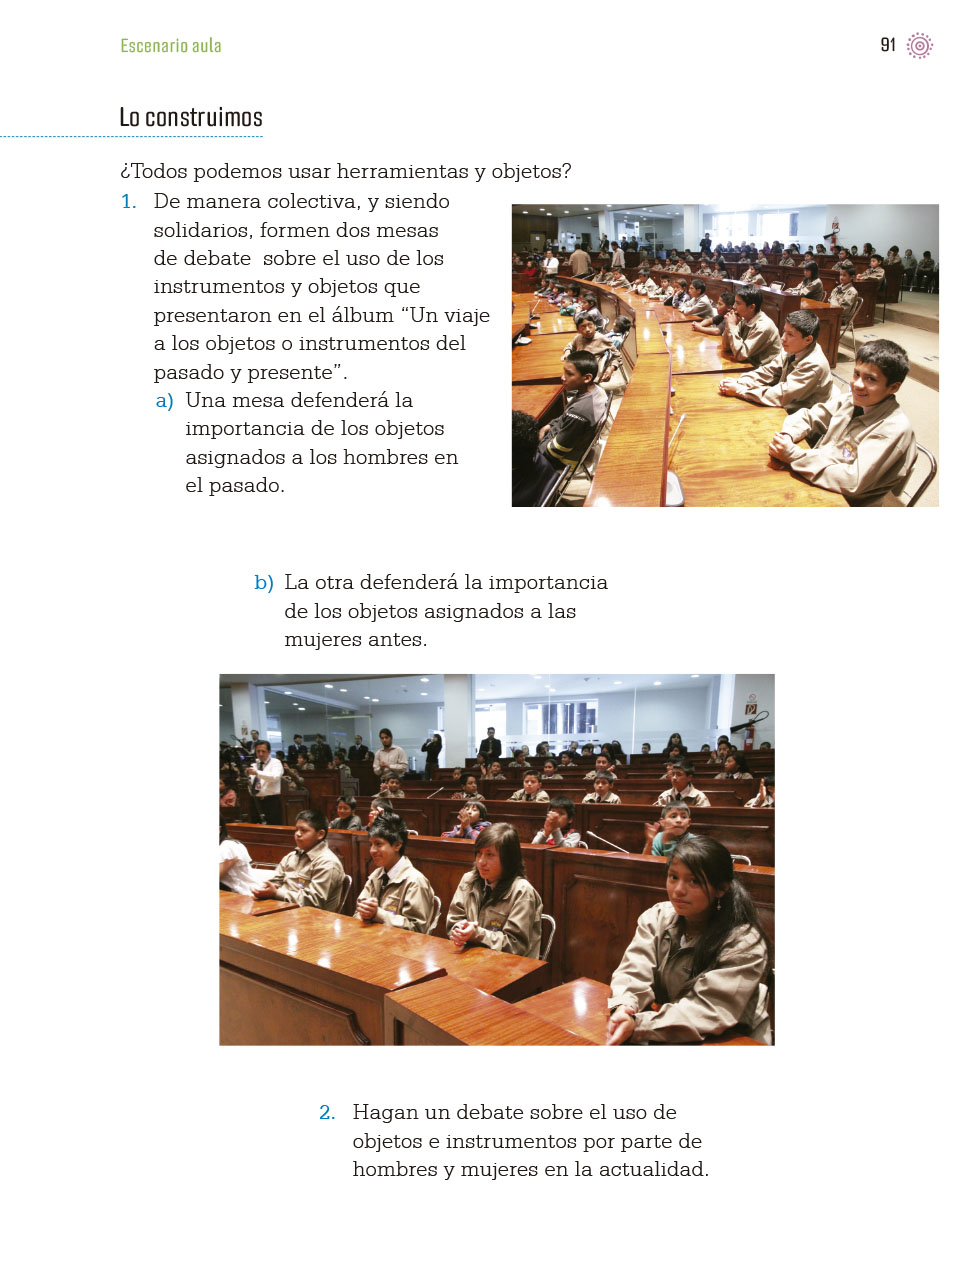 Escenario aula
91
Lo construimos
¿Todos podemos usar herramientas y objetos?
1. De manera colectiva, y siendo
solidarios, formen dos mesas
de debate sobre el uso de los
instrumentos y objetos que
presentaron en el álbum “Un viaje
a los objetos o instrumentos del
pasado y presente”.
a) Una mesa defenderá la
importancia de los objetos
asignados a los hombres en
el pasado.
b) La otra defenderá la importancia
de los objetos asignados a las
mujeres antes.
2. Hagan un debate sobre el uso de
objetos e instrumentos por parte de
hombres y mujeres en la actualidad.